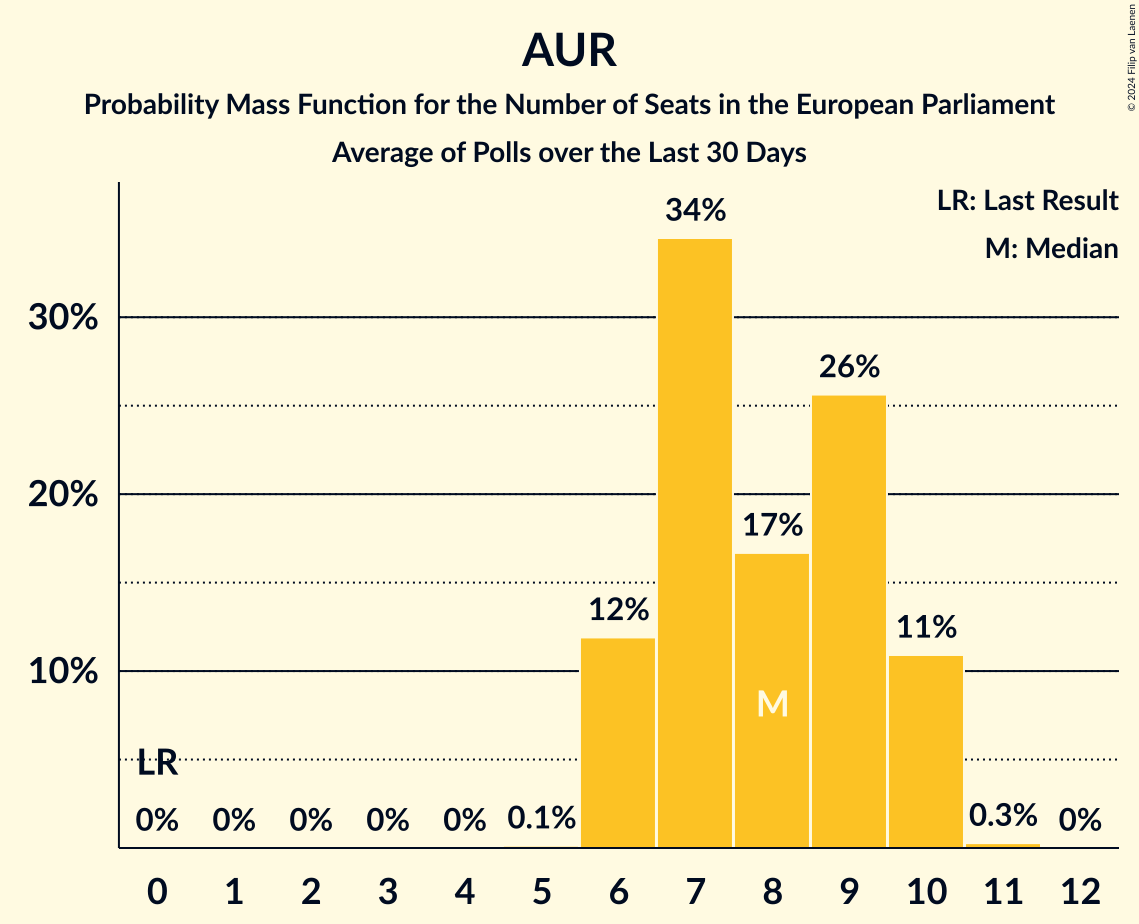 AUR
Probability Mass Function for the Number of Seats in the European Parliament
Average of Polls over the Last 30 Days
© 2024 Filip van Laenen
LR: Last Result
M: Median
34%
30%
26%
20%
17%
12%
11%
10%
M
LR
0% 0% 0% 0% 0% 0.1% 0.3% 0%
0 1 2 3 4 5 6 7 8 9 10 11 12